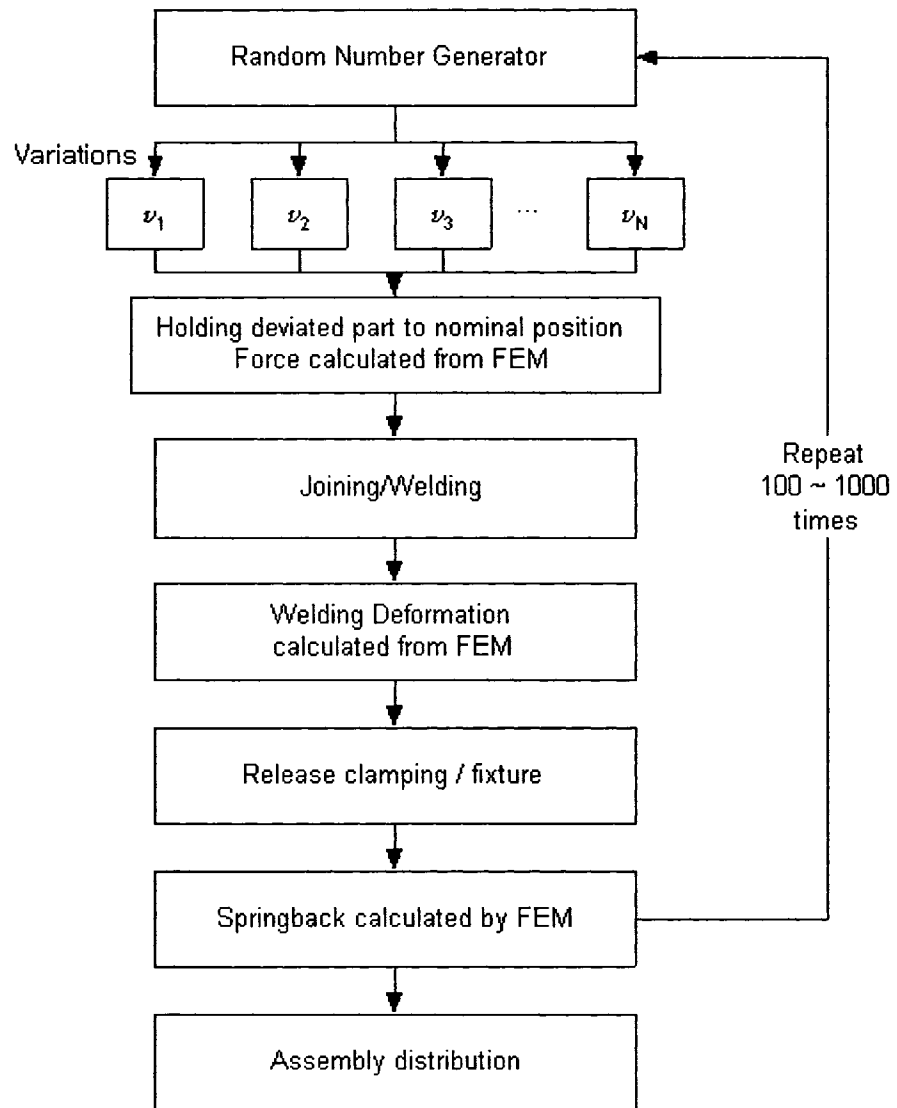 Random Number Generator
Variations
ν1 ν2 ν3 ... νN
Holding deviated part to nominal position
Force calculated from FEM
Joining/Welding
Repeat
100 ~ 1000
times
Welding Deformation
calculated from FEM
Release clamping / fixture
Springback calculated by FEM
Assembly distribution